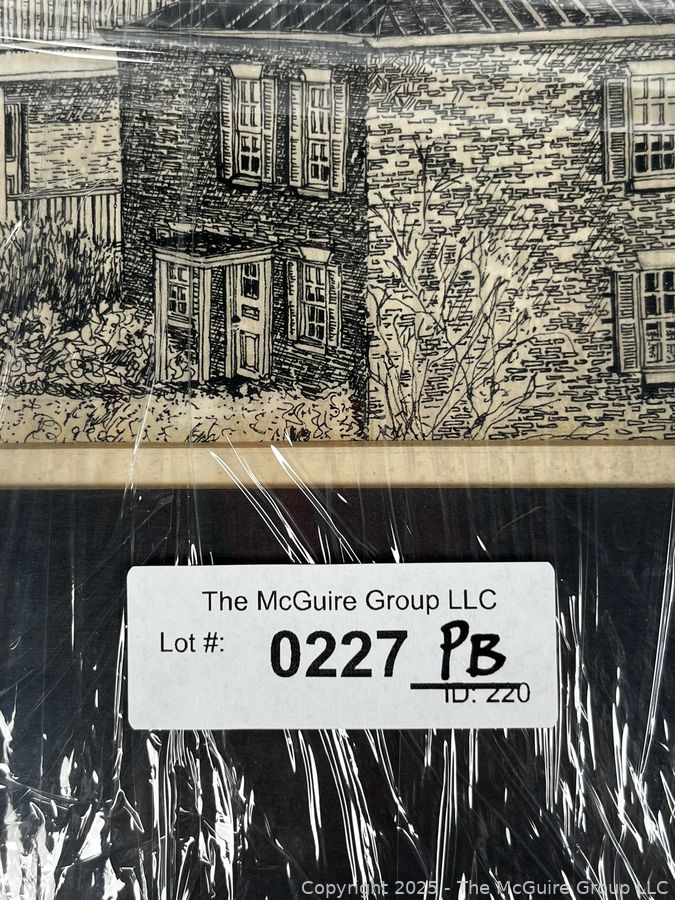 The McGuire Group LLC
Lot #: 0227 PB
ID: 220
Copyright 2025 - The McGuire Group LLC